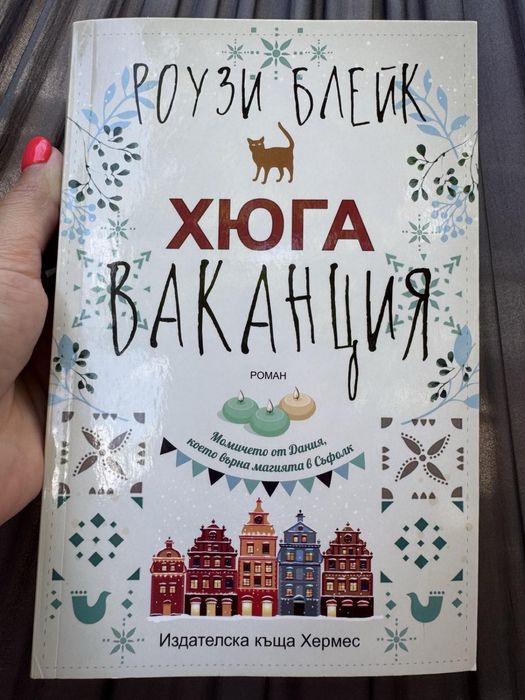 РОУЗИ БЛЕЙК
ХЮГА
ВАКАНЦИЯ
РОМАН
Момичето от Дания,
което върна магията в Съфолк
Издателска къща Хермес